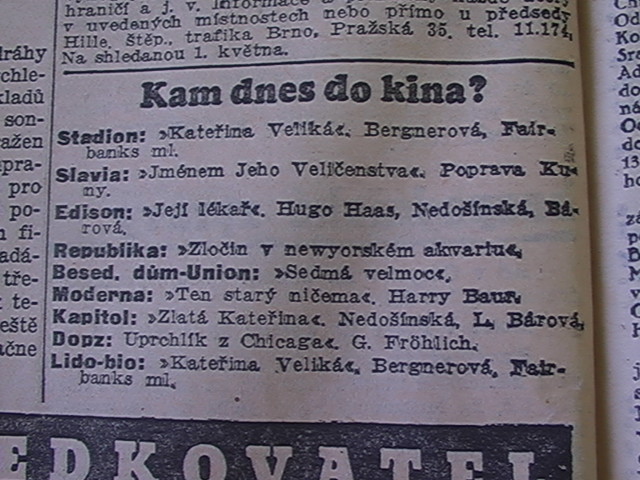 hraničí a j. v. informace
v uvedených místnostech nebo přímo u předsedy
Hille, štěp., trafika Brno, Pražská 35. tel. 11.174,
Na shledanou 1. května.
Kam dnes do kina?
Stadion: »Kateřina Veliká«. Bergnerová, Fair-
banks ml.
Slavia: »Jménem Jeho Veličenstva«. Poprava Ku-
ny.
Edison: »Její lékař«. Hugo Haas, Nedošínská, Bá-
rová.
Republika: »Zločin v newyorském akvariu«,
Besed. dům-Union: »Sedmá velmoc«.
Moderna: »Ten starý ničema«. Harry Baur.
Kapitol: »Zlatá Kateřina«. Nedošínská, L. Bárová,
Dopz: Uprchlík z Chicaga«. G. Fröhlich.
Lido-bio: »Kateřina Veliká«, Bergnerová, Fair-
banks ml.
EDKOVATEL